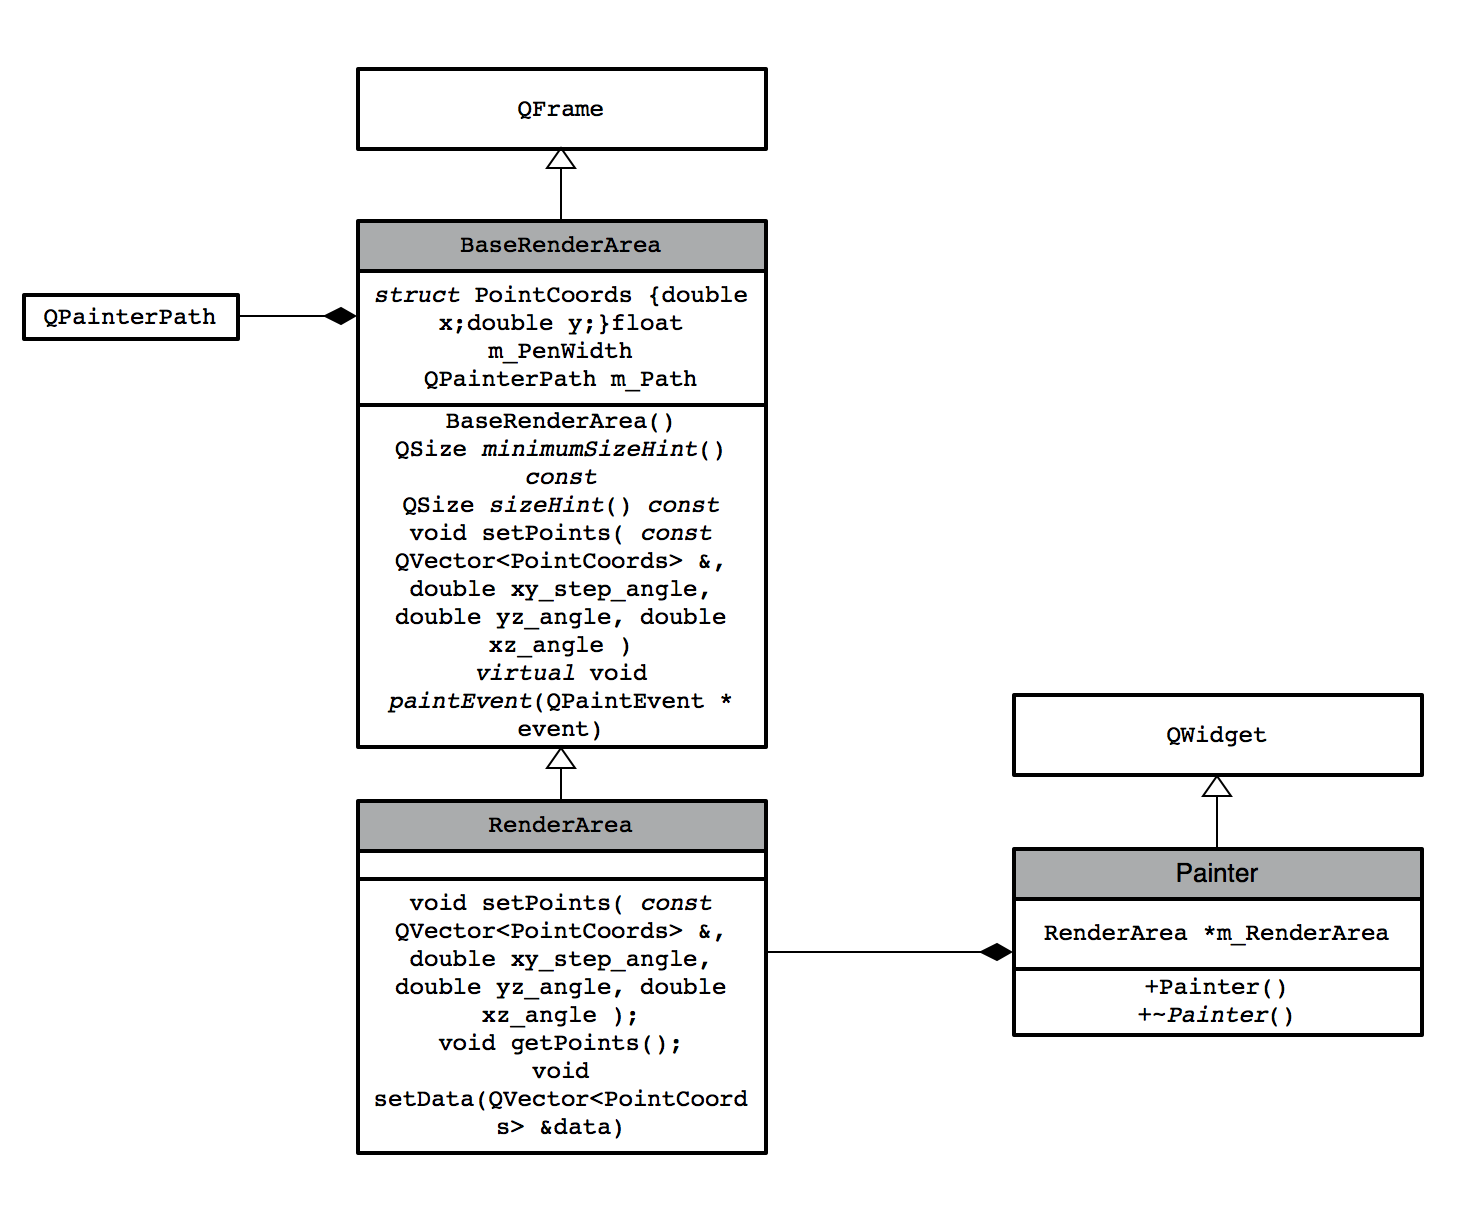 QFrame
BaseRenderArea
struct PointCoords {double
x;double y;}float
m_PenWidth
QPainterPath m_Path
QPainterPath
BaseRenderArea()
QSize minimumSizeHint()
const
QSize sizeHint() const
void setPoints( const
QVector<PointCoords> &,
double xy_step_angle,
double yz_angle, double
xz_angle )
virtual void
paintEvent(QPaintEvent *
event)
RenderArea
void setPoints( const
QVector<PointCoords> &,
double xy_step_angle,
double yz_angle, double
xz_angle );
void getPoints();
void
setData(QVector<PointCoord
s> &data)
QWidget
Painter
RenderArea *m_RenderArea
+Painter()
+~Painter()